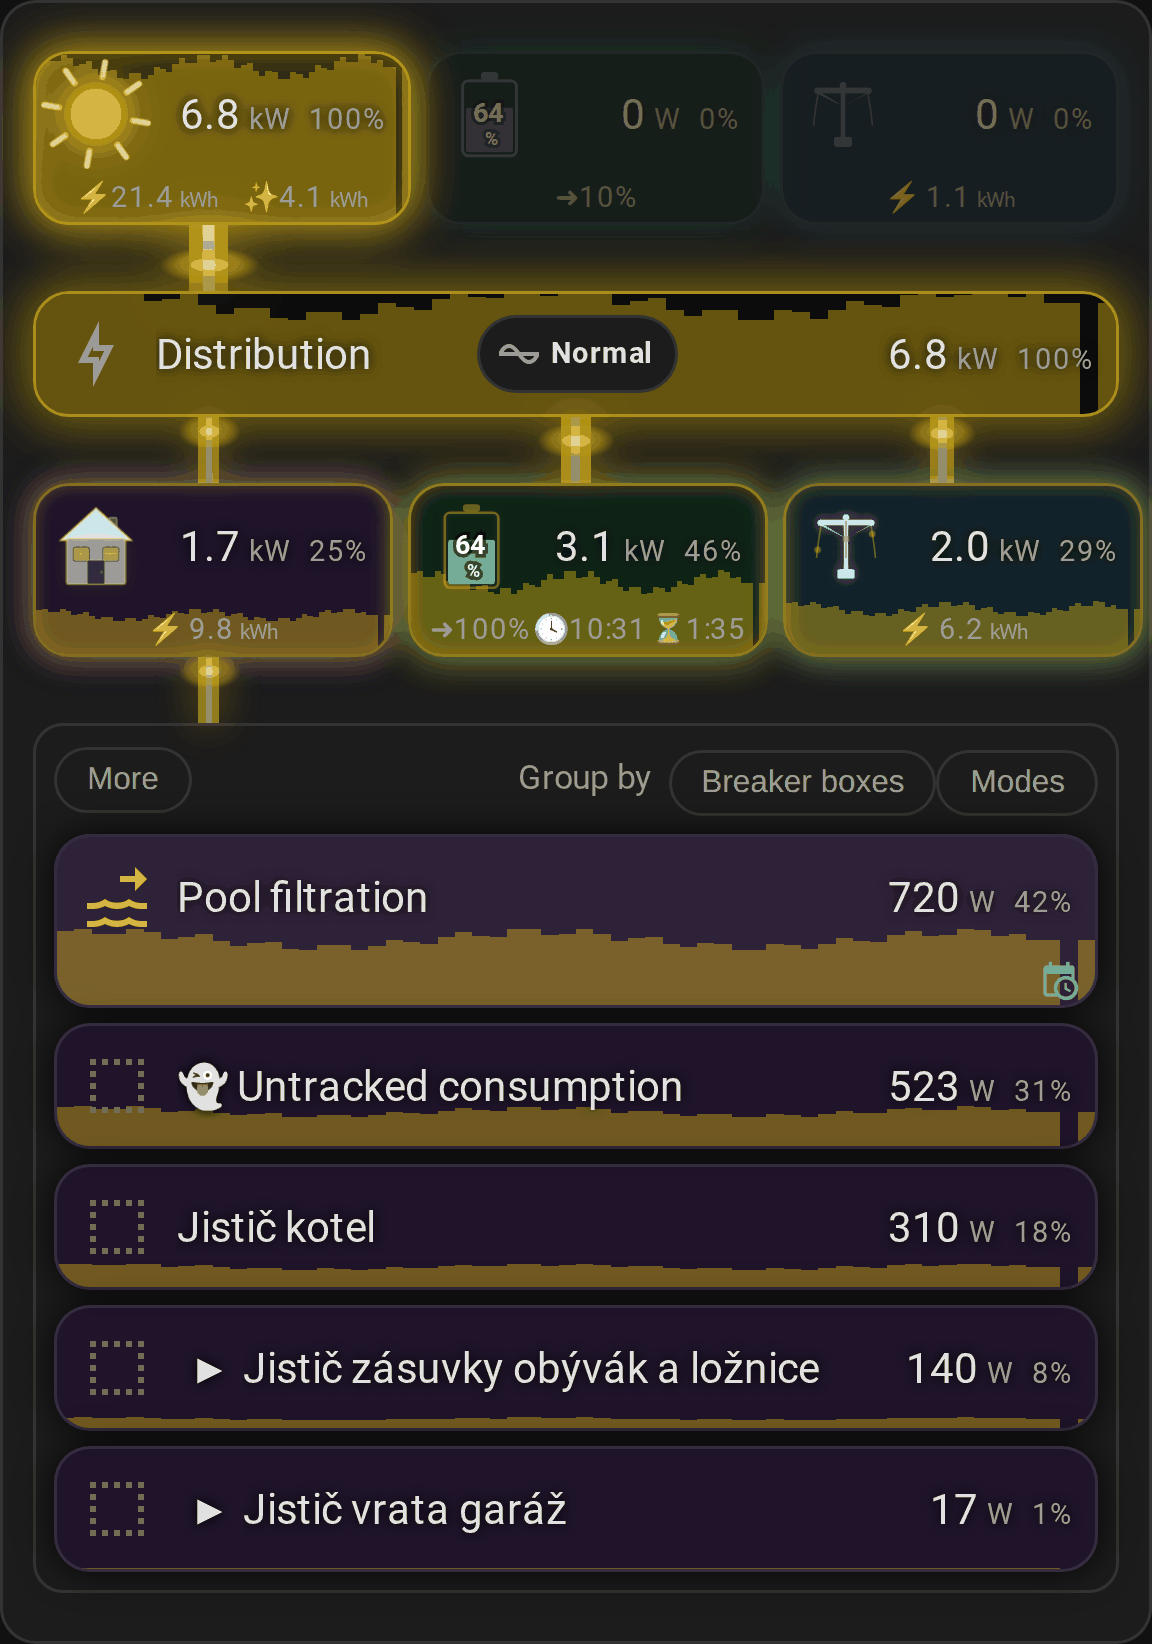 6.8 kW 100%
⚡21.4 kWh ✨4.1 kWh
64 %
0 W 0%
→10%
0 W 0%
⚡ 1.1 kWh
Distribution
Normal
6.8 kW 100%
1.7 kW 25%
⚡ 9.8 kWh
64 %
3.1 kW 46%
→100% 🕓10:31 ⏳1:35
2.0 kW 29%
⚡ 6.2 kWh
More
Group by
Breaker boxes
Modes
Pool filtration 720 W 42%
👻 Untracked consumption 523 W 31%
Jistič kotel 310 W 18%
► Jistič zásuvky obývák a ložnice 140 W 8%
► Jistič vrata garáž 17 W 1%